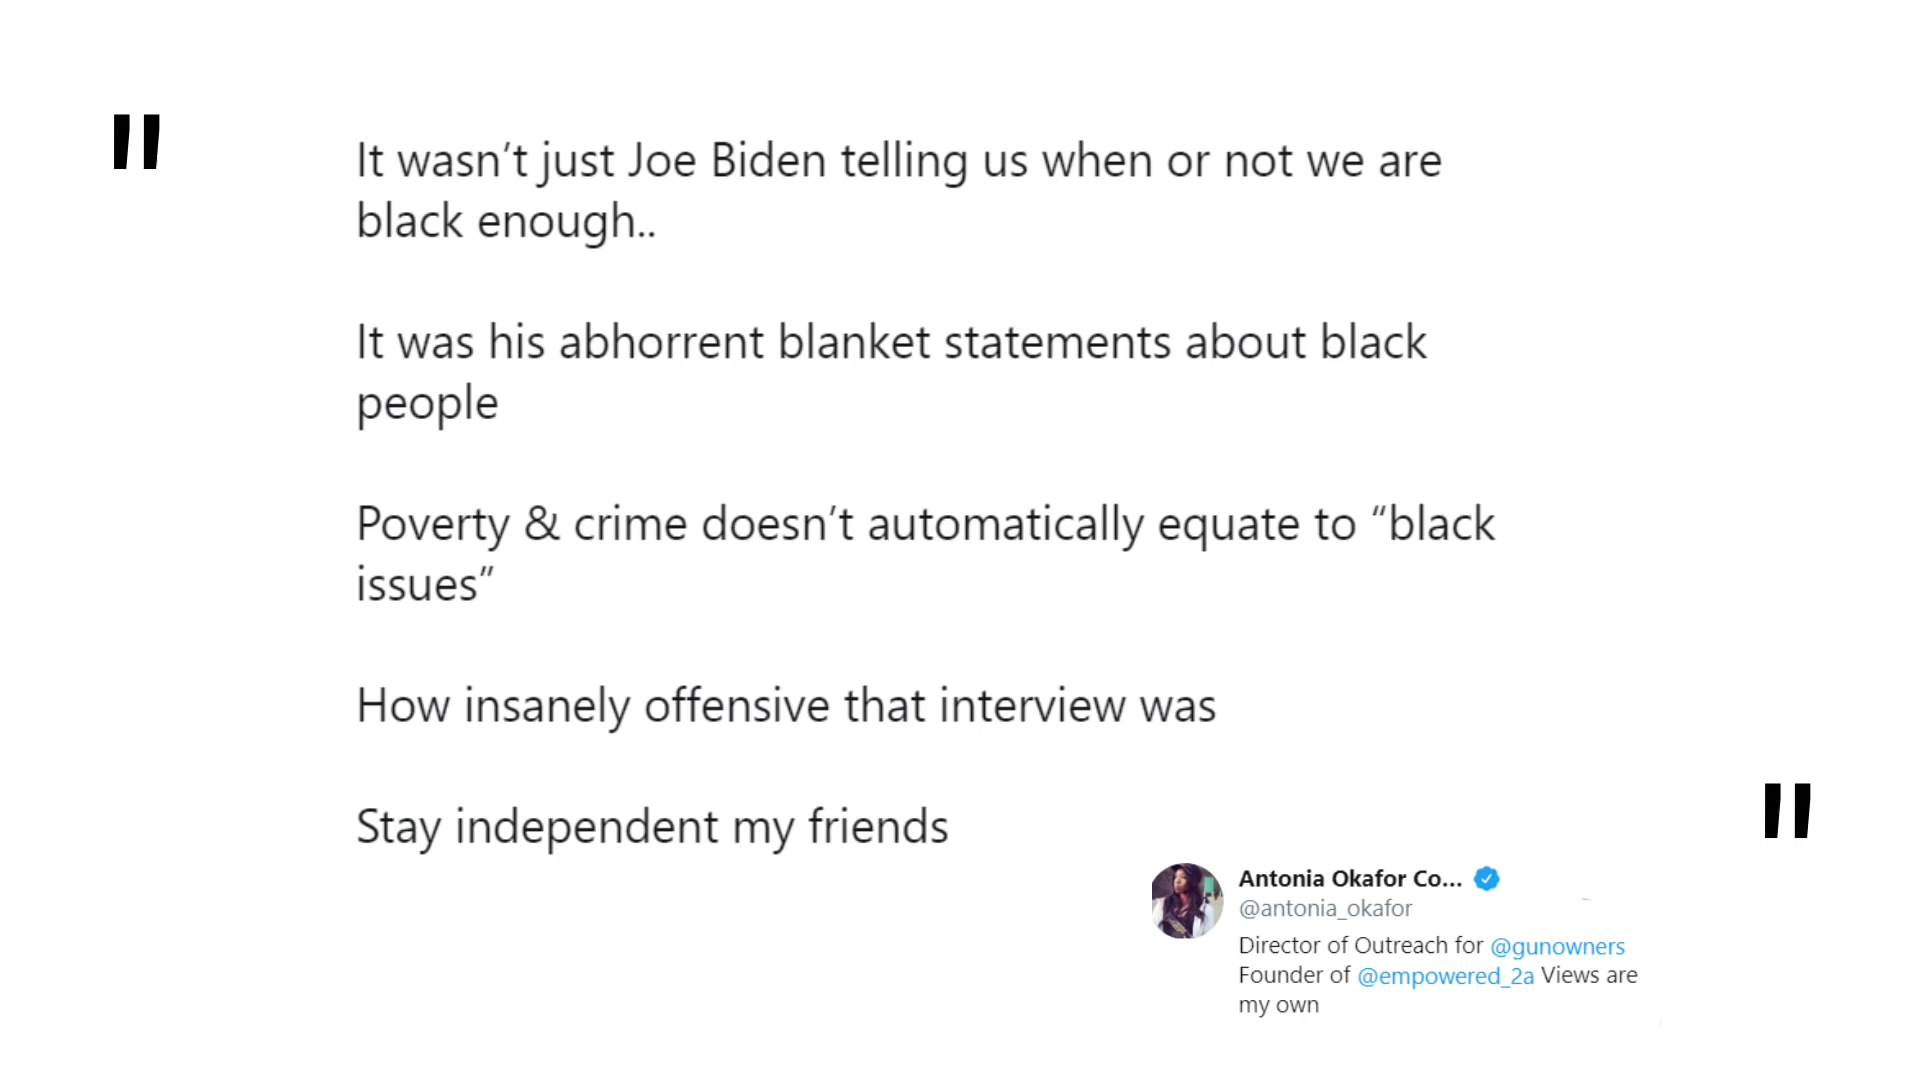 "
It wasn’t just Joe Biden telling us when or not we are
black enough..
It was his abhorrent blanket statements about black
people
Poverty & crime doesn’t automatically equate to “black
issues”
How insanely offensive that interview was
Stay independent my friends
"
Antonia Okafor Co...
@antonia_okafor
Director of Outreach for @gunowners
Founder of @empowered_2a Views are
my own